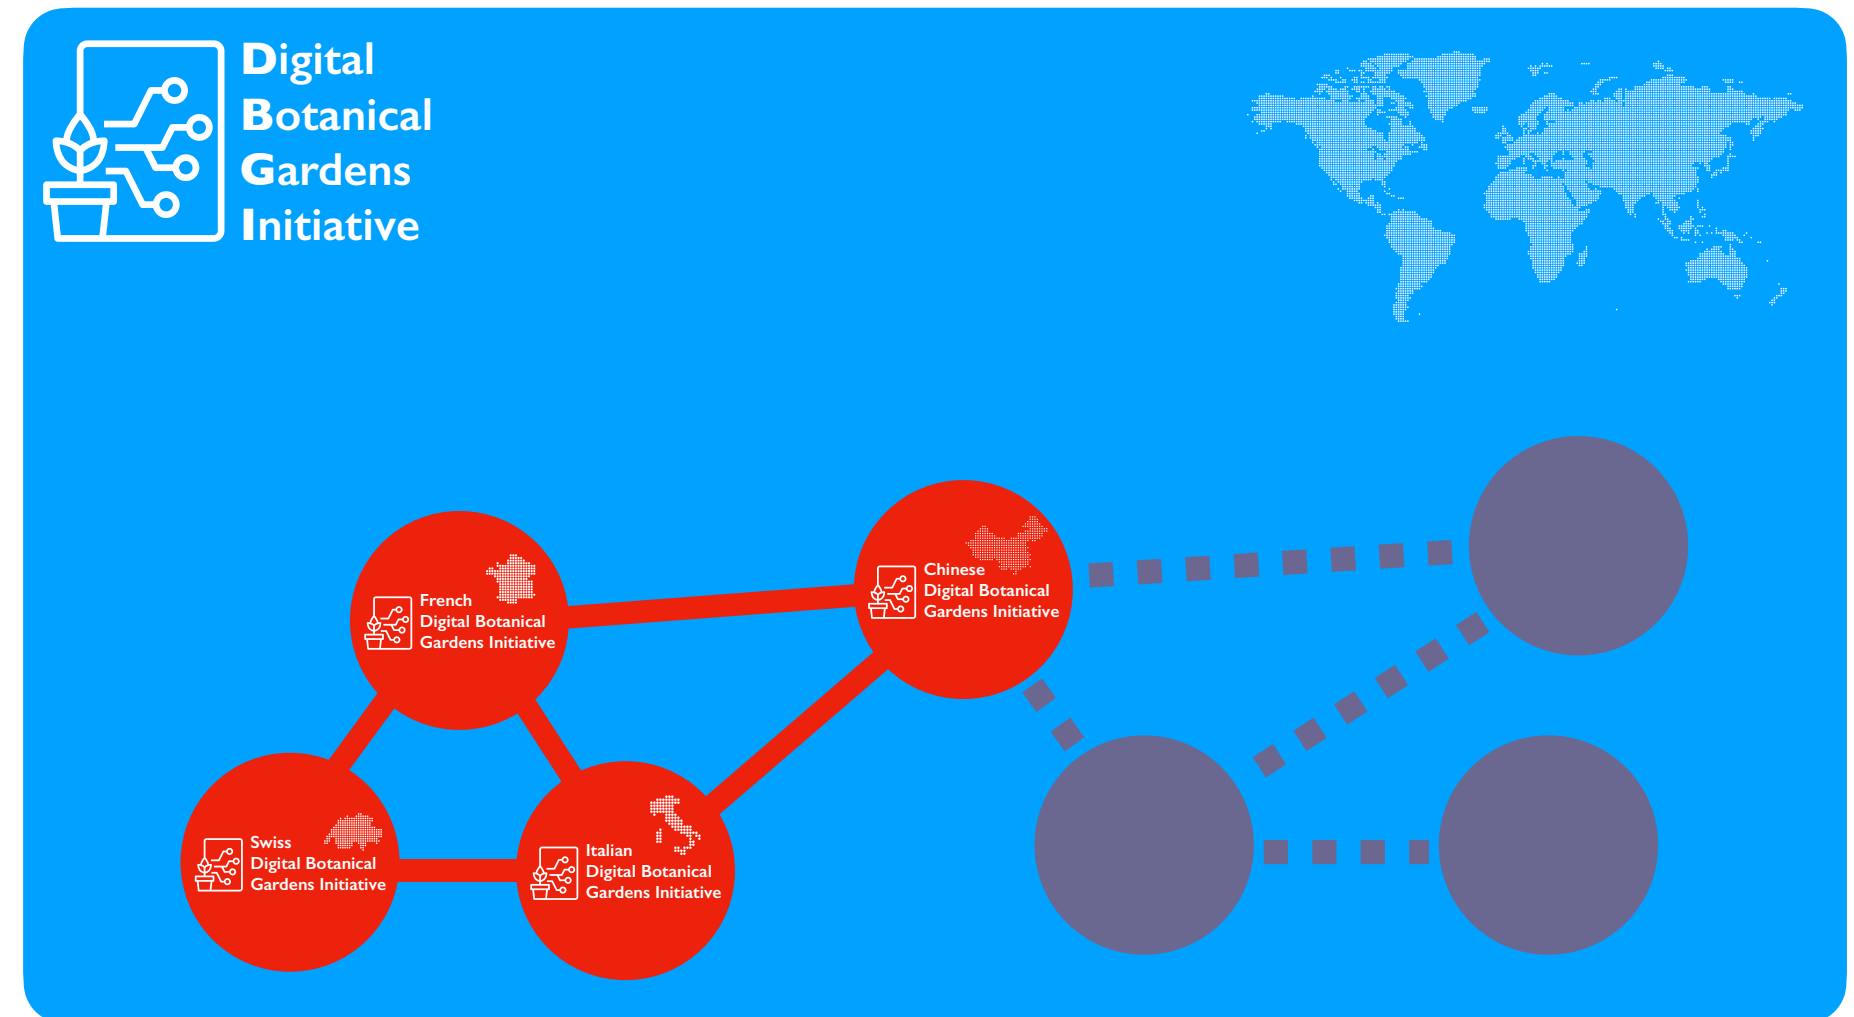 Digital
Botanical
Gardens
Initiative
French
Digital Botanical
Gardens Initiative
Chinese
Digital Botanical
Gardens Initiative
Swiss
Digital Botanical
Gardens Initiative
Italian
Digital Botanical
Gardens Initiative